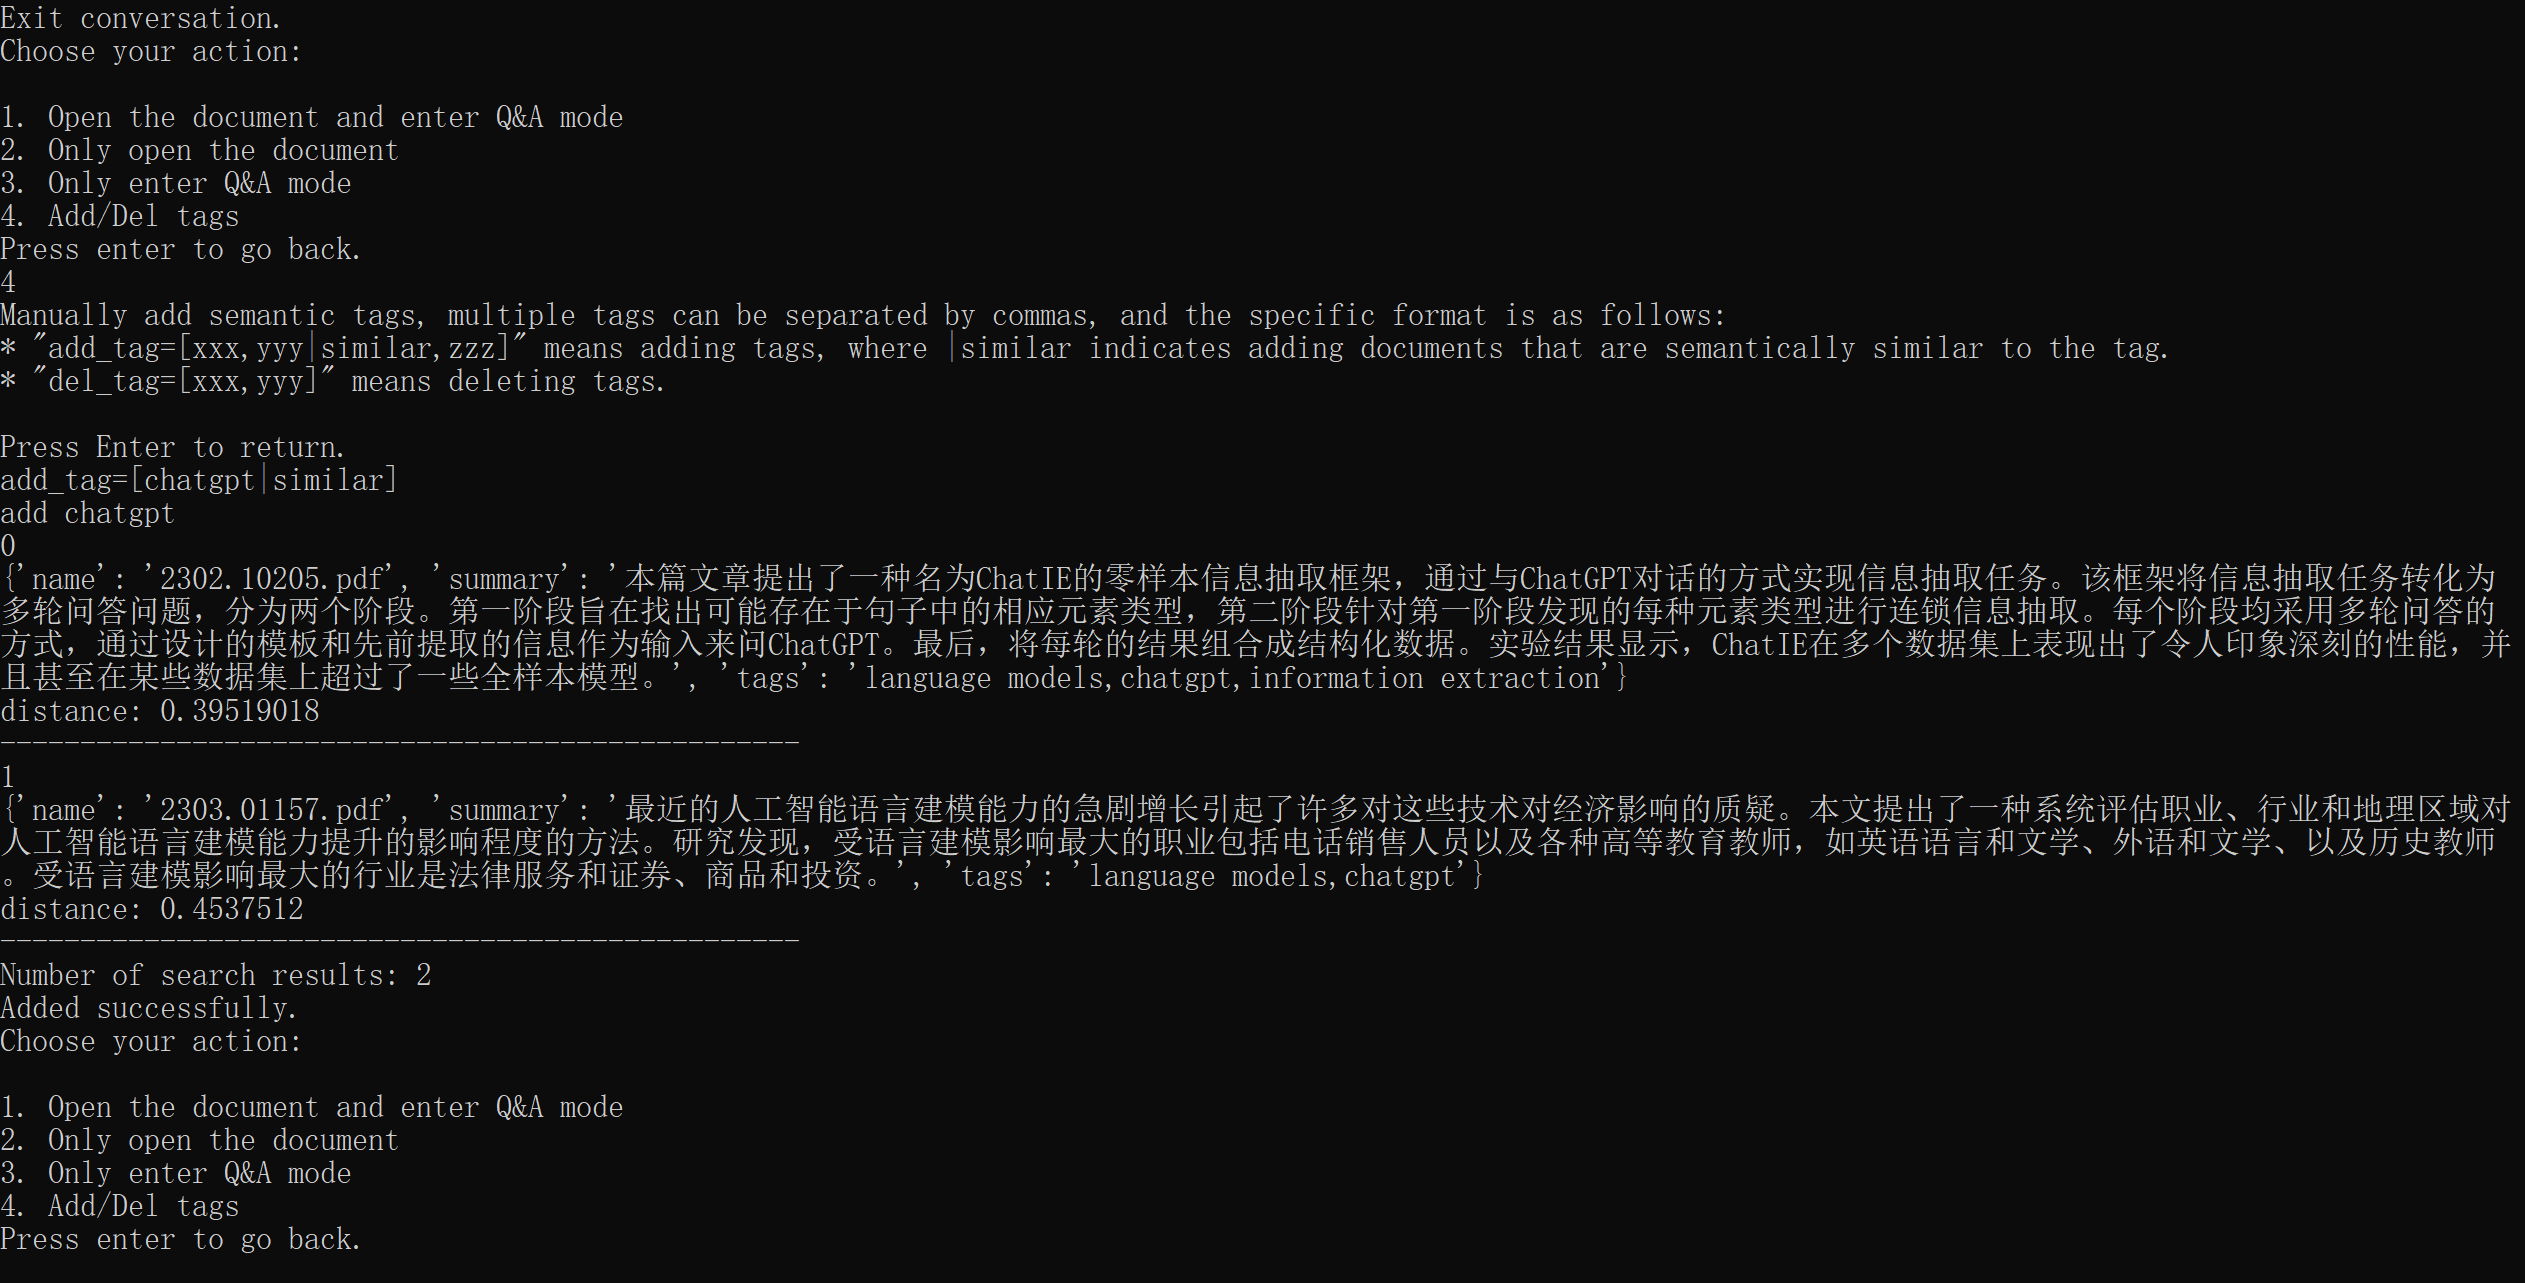 Exit conversation.
Choose your action:
1. Open the document and enter Q&A mode
2. Only open the document
3. Only enter Q&A mode
4. Add/Del tags
Press enter to go back.
4
Manually add semantic tags, multiple tags can be separated by commas, and the specific format is as follows:
* "add_tag=[xxx,yyy|similar,zzz]" means adding tags, where |similar indicates adding documents that are semantically similar to the tag.
* "del_tag=[xxx,yyy]" means deleting tags.
Press Enter to return.
add_tag=[chatgpt|similar]
add chatgpt
0
{'name': '2302.10205.pdf', 'summary': '本篇文章提出了一种名为ChatIE的零样本信息抽取框架，通过与ChatGPT对话的方式实现信息抽取任务。该框架将信息抽取任务转化为
多轮问答问题，分为两个阶段。第一阶段旨在找出可能存在于句子中的相应元素类型，第二阶段针对第一阶段发现的每种元素类型进行连锁信息抽取。每个阶段均采用多轮问答的
方式，通过设计的模板和先前提取的信息作为输入来问ChatGPT。最后，将每轮的结果组合成结构化数据。实验结果显示，ChatIE在多个数据集上表现出了令人印象深刻的性能，并
且甚至在某些数据集上超过了一些全样本模型。', 'tags': 'language models,chatgpt,information extraction'}
distance: 0.39519018
--------------------------------------------------
1
{'name': '2303.01157.pdf', 'summary': '最近的人工智能语言建模能力的急剧增长引起了许多对这些技术对经济影响的质疑。本文提出了一种系统评估职业、行业和地理区域对
人工智能语言建模能力提升的影响程度的方法。研究发现，受语言建模影响最大的职业包括电话销售人员以及各种高等教育教师，如英语语言和文学、外语和文学、以及历史教师
。受语言建模影响最大的行业是法律服务和证券、商品和投资。', 'tags': 'language models,chatgpt'}
distance: 0.4537512
--------------------------------------------------
Number of search results: 2
Added successfully.
Choose your action:
1. Open the document and enter Q&A mode
2. Only open the document
3. Only enter Q&A mode
4. Add/Del tags
Press enter to go back.